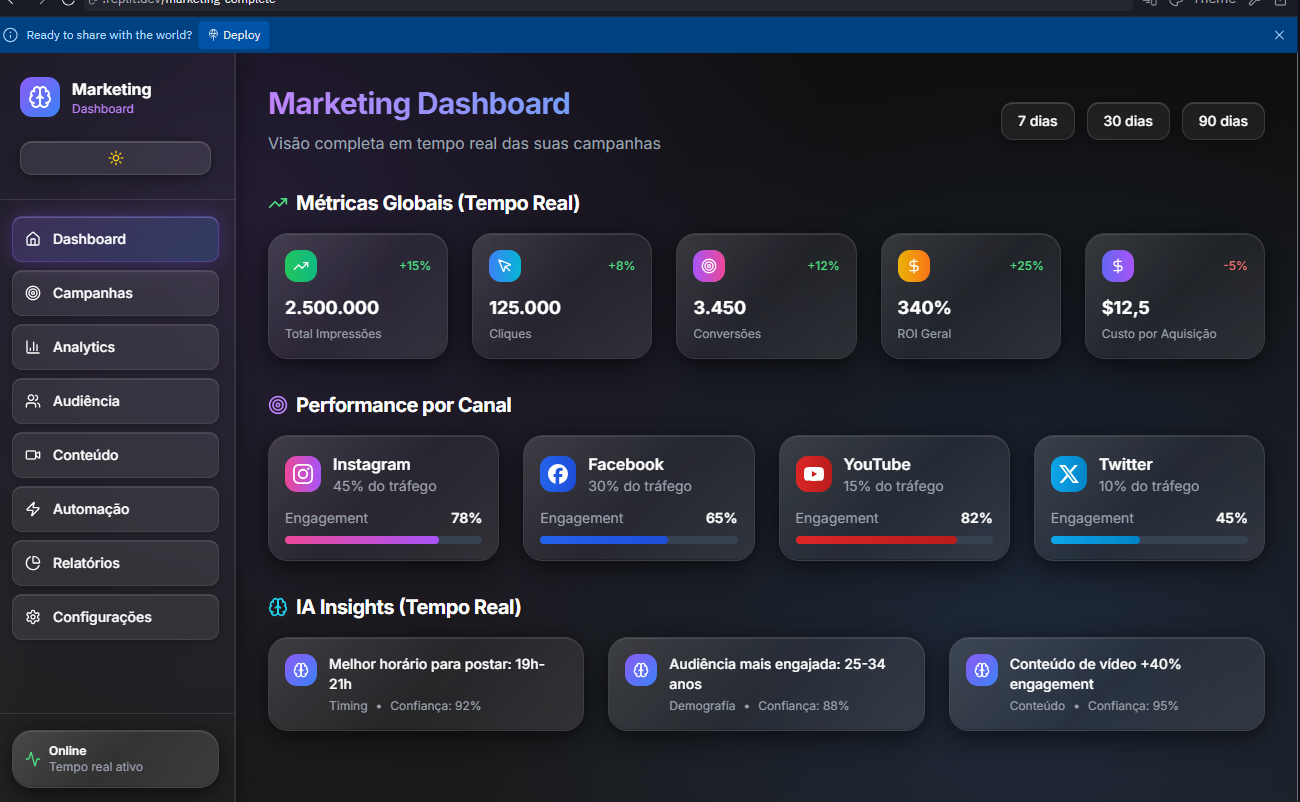 Ready to share with the world? Deploy
Marketing
Dashboard
Dashboard
Campanhas
Analytics
Audiência
Conteúdo
Automação
Relatórios
Configurações
Online
Tempo real ativo
Marketing Dashboard
Visão completa em tempo real das suas campanhas
7 dias 30 dias 90 dias
Métricas Globais (Tempo Real)
+15%
2.500.000
Total Impressões
+8%
125.000
Cliques
+12%
3.450
Conversões
+25%
340%
ROI Geral
-5%
$12,5
Custo por Aquisição
Performance por Canal
Instagram
45% do tráfego
Engagement 78%
Facebook
30% do tráfego
Engagement 65%
YouTube
15% do tráfego
Engagement 82%
Twitter
10% do tráfego
Engagement 45%
IA Insights (Tempo Real)
Melhor horário para postar: 19h-
21h
Timing • Confiança: 92%
Audiência mais engajada: 25-34
anos
Demografía • Confiança: 88%
Conteúdo de vídeo +40%
engagement
Conteúdo • Confiança: 95%